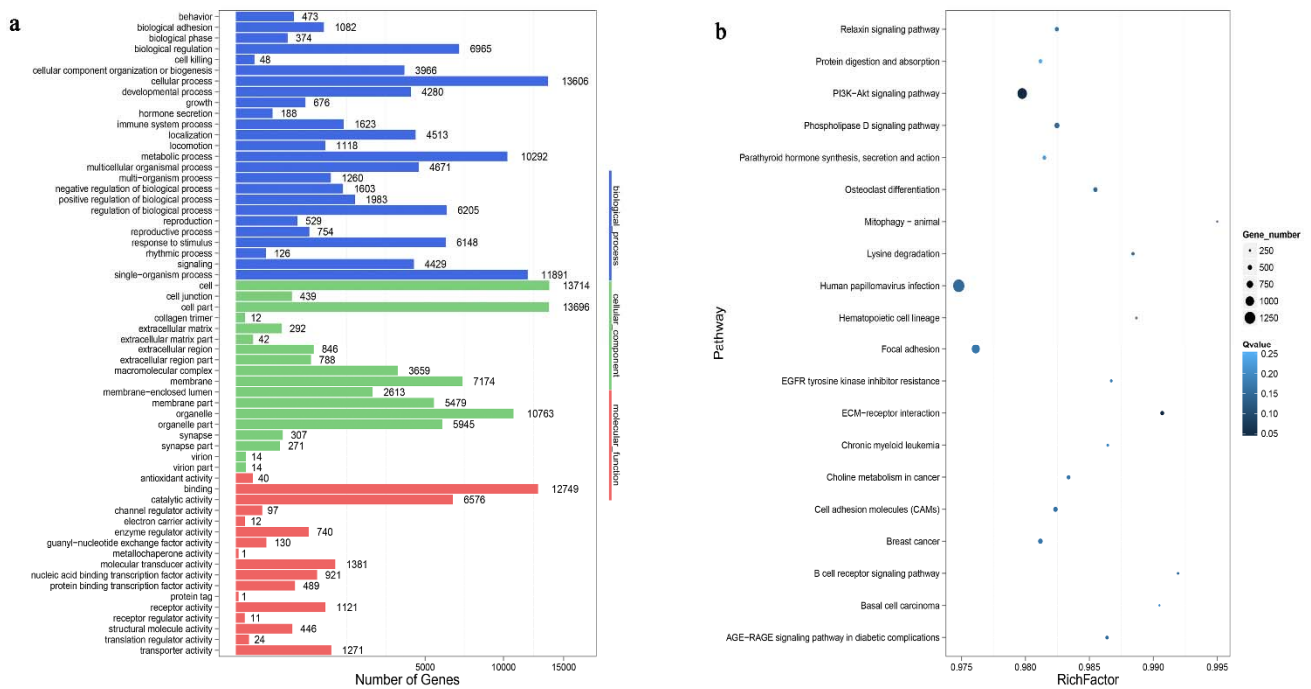 a
behavior 473
biological adhesion 1082
biological phase 374
biological regulation 6965
cell killing 48
cellular component organization or biogenesis 3966
cellular process 13606
developmental process 4280
growth 676
hormone secretion 188
immune system process 1623
localization 4513
locomotion 1118
metabolic process 10292
multicellular organismal process 4671
multi-organism process 1260
negative regulation of biological process 1603
positive regulation of biological process 1983
regulation of biological process 6205
reproduction 529
reproductive process 754
response to stimulus 6148
rhythmic process 126
signaling 4429
single-organism process 11891
cell 13714
cell junction 439
cell part 13696
collagen trimer 12
extracellular matrix 292
extracellular matrix part 42
extracellular region 846
extracellular region part 788
macromolecular complex 3659
membrane 7174
membrane-enclosed lumen 2613
membrane part 5479
organelle 10763
organelle part 5945
synapse 307
synapse part 271
virion 14
virion part 14
antioxidant activity 40
binding 12749
catalytic activity 6576
channel regulator activity 97
electron carrier activity 12
enzyme regulator activity 740
guanyl-nucleotide exchange factor activity 130
metallochaperone activity 1
molecular transducer activity 1381
nucleic acid binding transcription factor activity 921
protein binding transcription factor activity 489
protein tag 1
receptor activity 1121
receptor regulator activity 11
structural molecule activity 446
translation regulator activity 24
transporter activity 1271
5000 10000 15000
Number of Genes
biological_process
cellular_component
molecular_function
b
Pathway
Relaxin signaling pathway
Protein digestion and absorption
PI3K-Akt signaling pathway
Phospholipase D signaling pathway
Parathyroid hormone synthesis, secretion and action
Osteoclast differentiation
Mitophagy - animal
Lysine degradation
Human papillomavirus infection
Hematopoietic cell lineage
Focal adhesion
EGFR tyrosine kinase inhibitor resistance
ECM-receptor interaction
Chronic myeloid leukemia
Choline metabolism in cancer
Cell adhesion molecules (CAMs)
Breast cancer
B cell receptor signaling pathway
Basal cell carcinoma
AGE-RAGE signaling pathway in diabetic complications
0.975 0.980 0.985 0.990 0.995
RichFactor
Gene_number
250
500
750
1000
1250
Qvalue
0.25
0.20
0.15
0.10
0.05